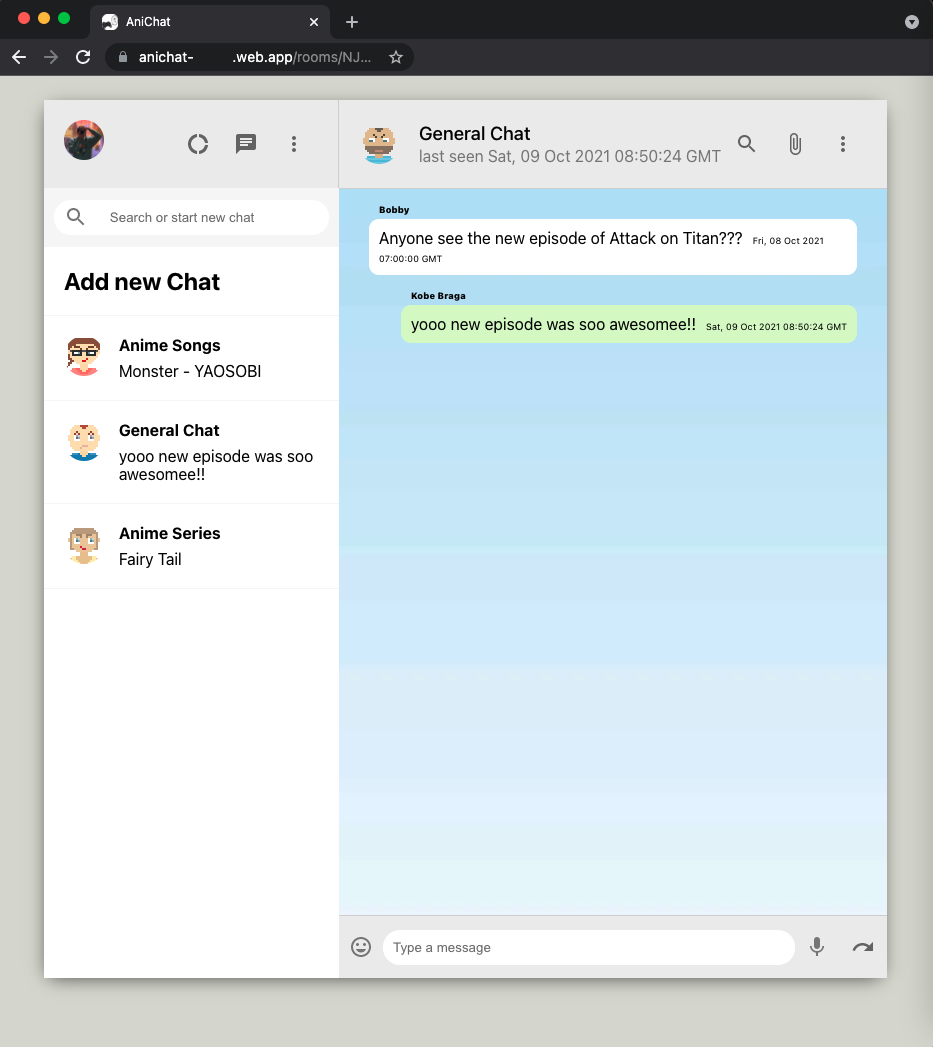 AniChat
anichat-
.web.app/rooms/NJ...
General Chat
last seen Sat, 09 Oct 2021 08:50:24 GMT
Search or start new chat
Add new Chat
Anime Songs
Monster - YAOSOBI
General Chat
yooo new episode was soo
awesomee!!
Anime Series
Fairy Tail
Bobby
Anyone see the new episode of Attack on Titan??? Fri, 08 Oct 2021
07:00:00 GMT
Kobe Braga
yooo new episode was soo awesomee!! Sat, 09 Oct 2021 08:50:24 GMT
Type a message